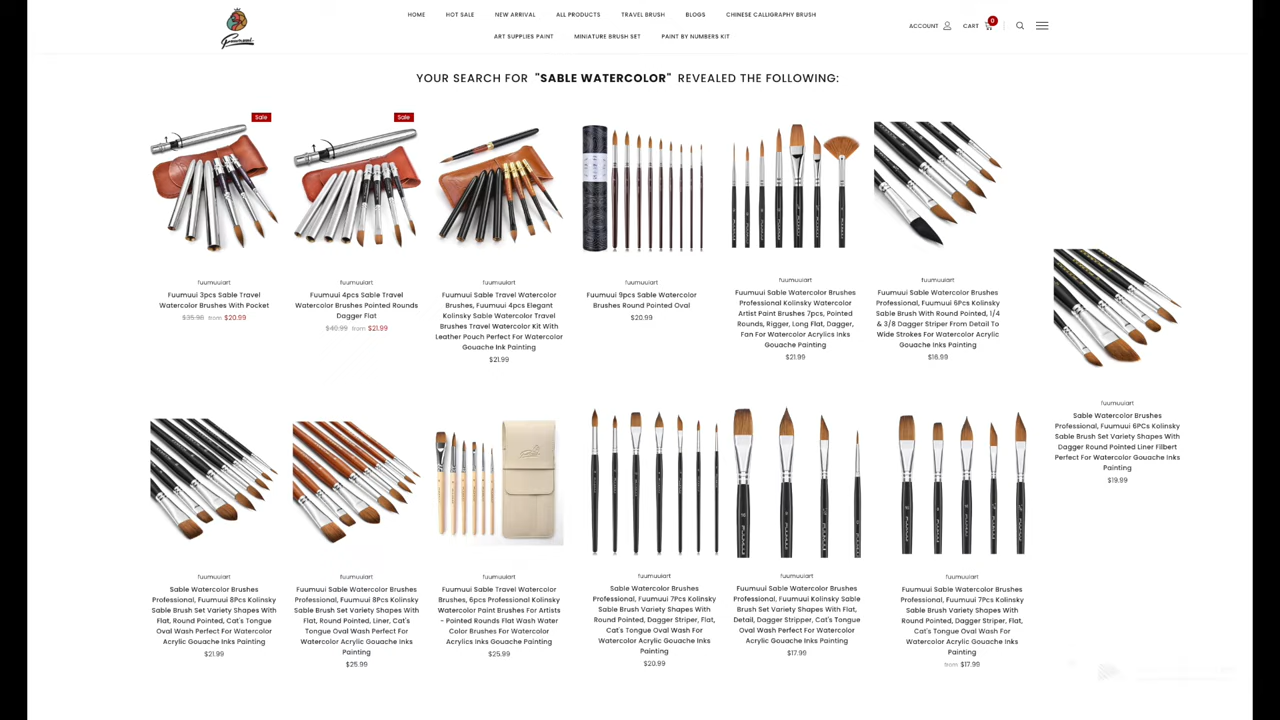 HOME HOT SALE NEW ARRIVAL ALL PRODUCTS TRAVEL BRUSH BLOGS CHINESE CALLIGRAPHY BRUSH
ART SUPPLIES PAINT MINIATURE BRUSH SET PAINT BY NUMBERS KIT
Fuumuui
ACCOUNT CART 0
YOUR SEARCH FOR "SABLE WATERCOLOR" REVEALED THE FOLLOWING:
Sale
Sale
fuumuuiart
Fuumuui 3pcs Sable Travel
Watercolor Brushes With Pocket
$35.98 from $20.99
fuumuuiart
Fuumuui 4pcs Sable Travel
Watercolor Brushes Pointed Rounds
Dagger Flat
$40.99 from $21.99
fuumuuiart
Fuumuui Sable Travel Watercolor
Brushes, Fuumuui 4pcs Elegant
Kolinsky Sable Watercolor Travel
Brushes Travel Watercolor Kit With
Leather Pouch Perfect For Watercolor
Gouache Ink Painting
$21.99
fuumuuiart
Fuumuui 9pcs Sable Watercolor
Brushes Round Pointed Oval
$20.99
fuumuuiart
Fuumuui Sable Watercolor Brushes
Professional Kolinsky Watercolor
Artist Paint Brushes 7pcs, Pointed
Rounds, Rigger, Long Flat, Dagger,
Fan For Watercolor Acrylics Inks
Gouache Painting
$21.99
fuumuuiart
Fuumuui Sable Watercolor Brushes
Professional, Fuumuui 6Pcs Kolinsky
Sable Brush With Round Pointed, 1/4
& 3/8 Dagger Striper From Detail To
Wide Strokes For Watercolor Acrylic
Gouache Inks Painting
$16.99
fuumuuiart
Sable Watercolor Brushes
Professional, Fuumuui 6PCs Kolinsky
Sable Brush Set Variety Shapes With
Dagger Round Pointed Liner Filbert
Perfect For Watercolor Gouache Inks
Painting
$19.99
fuumuuiart
Sable Watercolor Brushes
Professional, Fuumuui 8Pcs Kolinsky
Sable Brush Set Variety Shapes With
Flat, Round Pointed, Cat's Tongue
Oval Wash Perfect For Watercolor
Acrylic Gouache Inks Painting
$21.99
fuumuuiart
Fuumuui Sable Watercolor Brushes
Professional, Fuumuui 8Pcs Kolinsky
Sable Brush Set Variety Shapes With
Flat, Round Pointed, Liner, Cat's
Tongue Oval Wash Perfect For
Watercolor Acrylic Gouache Inks
Painting
$25.99
fuumuuiart
Fuumuui Sable Travel Watercolor
Brushes, 6pcs Professional Kolinsky
Watercolor Paint Brushes For Artists
- Pointed Rounds Flat Wash Water
Color Brushes For Watercolor
Acrylics Inks Gouache Painting
$25.99
fuumuuiart
Sable Watercolor Brushes
Professional, Fuumuui 7Pcs Kolinsky
Sable Brush Variety Shapes With
Round Pointed, Dagger Striper, Flat,
Cat's Tongue Oval Wash For
Watercolor Acrylic Gouache Inks
Painting
$20.99
fuumuuiart
Fuumuui Sable Watercolor Brushes
Professional, Fuumuui Kolinsky Sable
Brush Set Variety Shapes With Flat,
Detail, Dagger Stripper, Cat's Tongue
Oval Wash Perfect For Watercolor
Acrylic Gouache Inks Painting
$17.99
fuumuuiart
Sable Watercolor Brushes
Professional, Fuumuui 7Pcs Kolinsky
Sable Brush Variety Shapes With
Round Pointed, Dagger Striper, Flat,
Cat's Tongue Oval Wash For
Watercolor Acrylic Gouache Inks
Painting
from $17.99